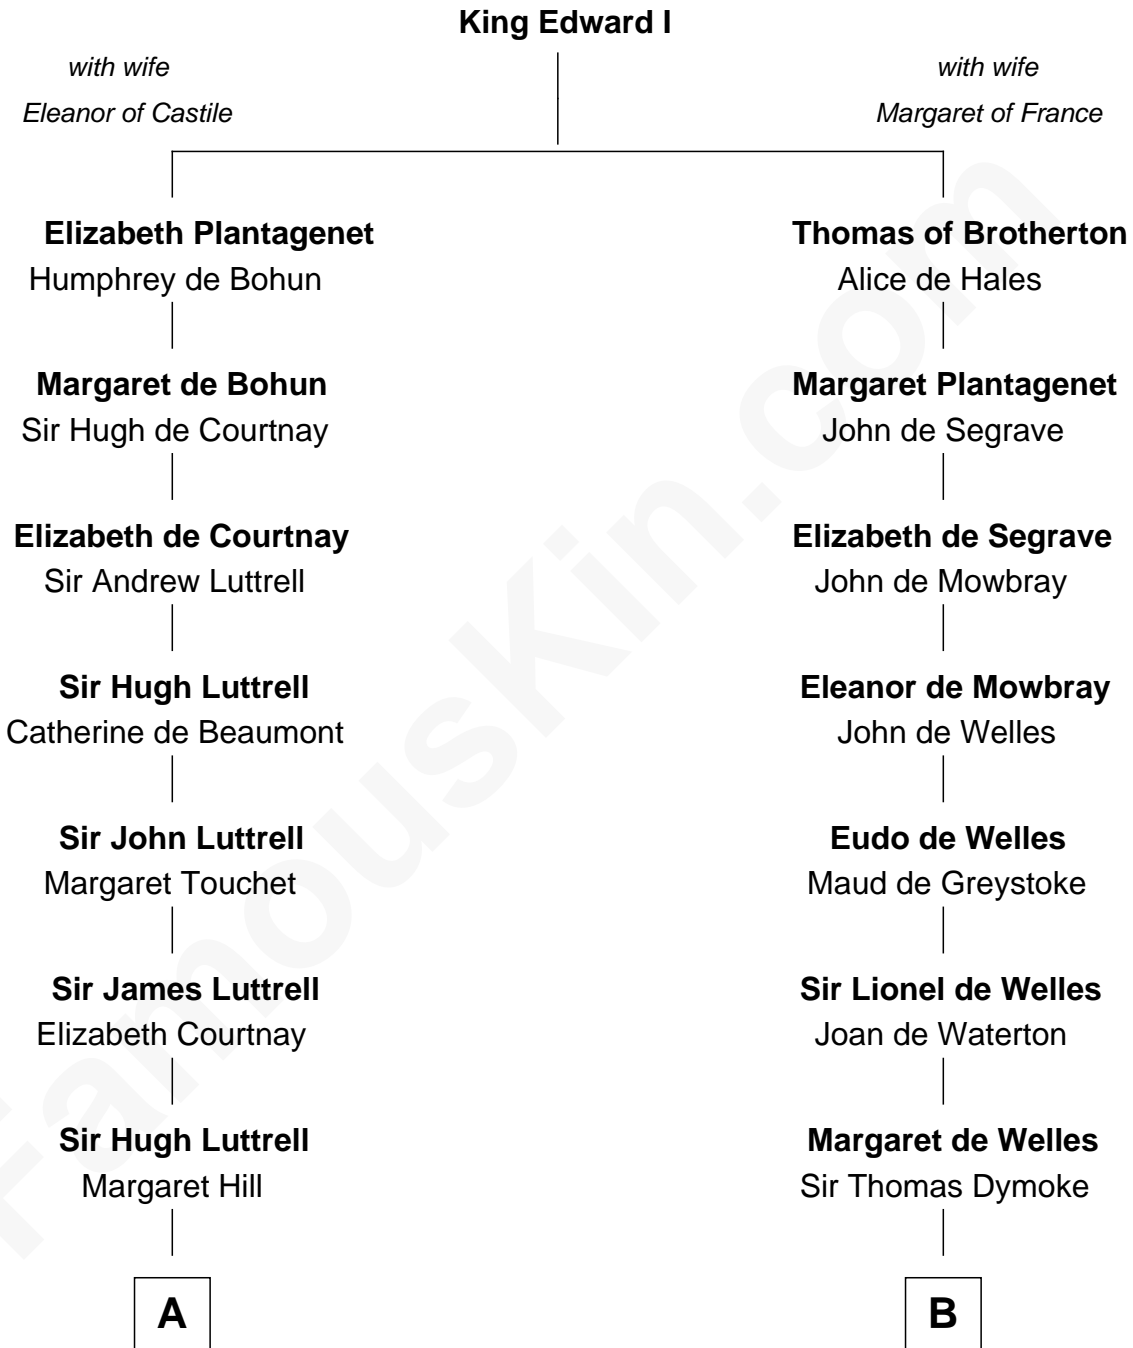 King Edward I
with wife
Eleanor of Castile
with wife
Margaret of France
Elizabeth Plantagenet
Humphrey de Bohun
Thomas of Brotherton
Alice de Hales
Margaret de Bohun
Sir Hugh de Courtnay
Margaret Plantagenet
John de Segrave
Elizabeth de Courtnay
Sir Andrew Luttrell
Elizabeth de Segrave
John de Mowbray
Sir Hugh Luttrell
Catherine de Beaumont
Eleanor de Mowbray
John de Welles
Sir John Luttrell
Margaret Touchet
Eudo de Welles
Maud de Greystoke
Sir James Luttrell
Elizabeth Courtnay
Sir Lionel de Welles
Joan de Waterton
Sir Hugh Luttrell
Margaret Hill
Margaret de Welles
Sir Thomas Dymoke
A
B
FamousKin.com